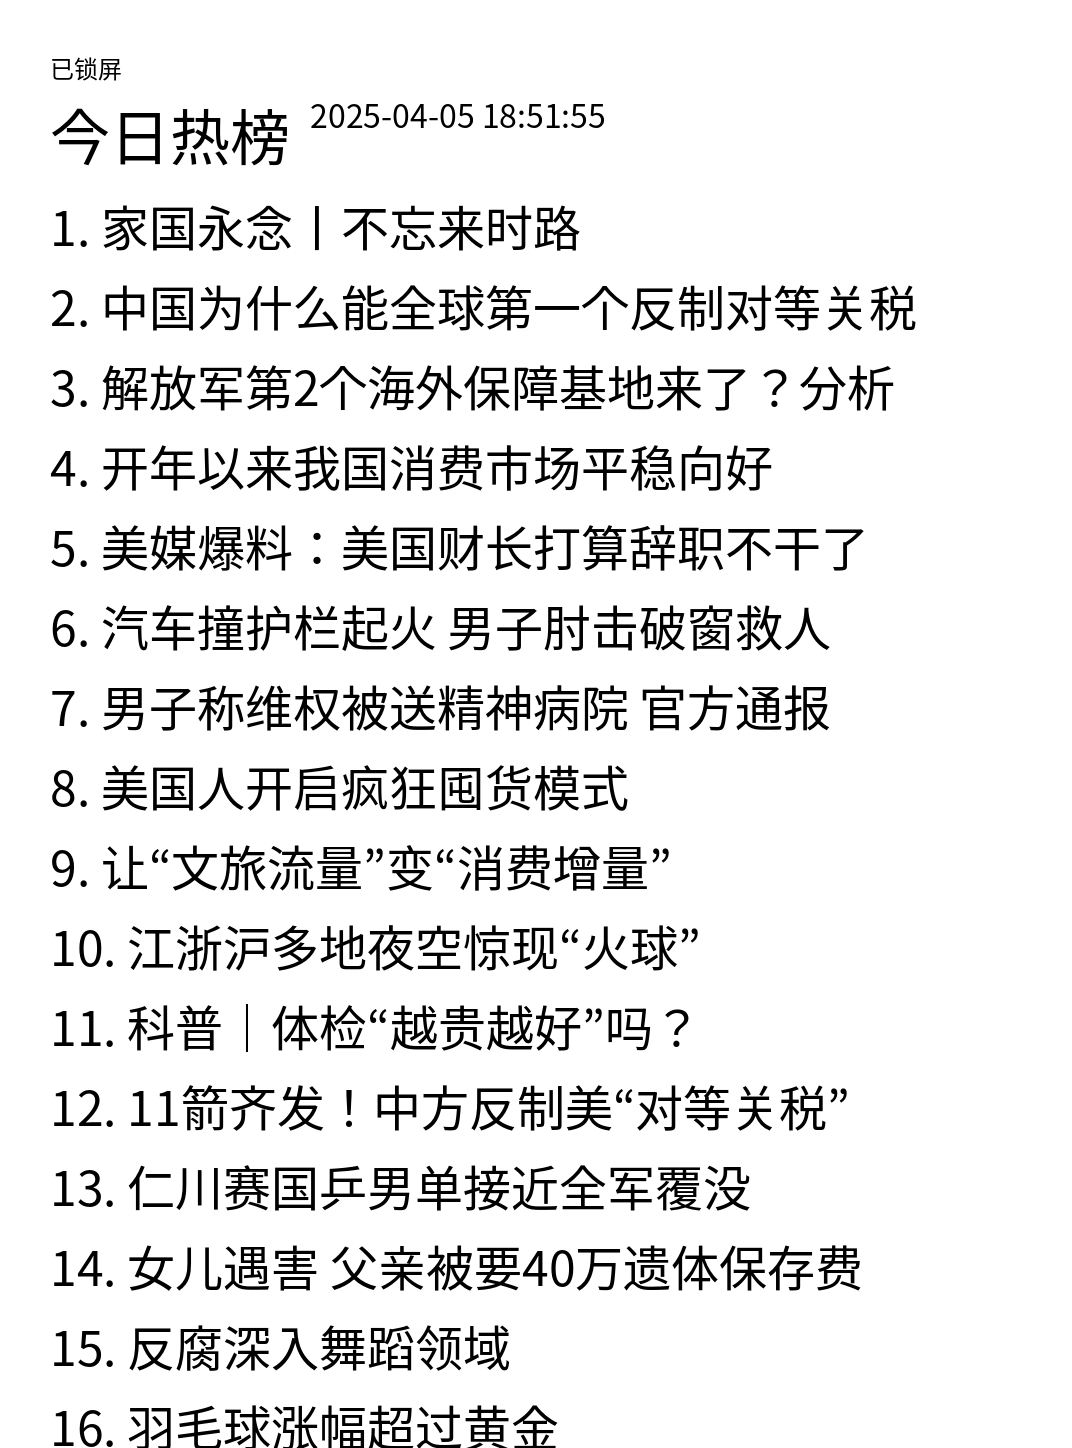 已锁屏
今日热榜 2025-04-05 18:51:55
1. 家国永念丨不忘来时路
2. 中国为什么能全球第一个反制对等关税
3. 解放军第2个海外保障基地来了？分析
4. 开年以来我国消费市场平稳向好
5. 美媒爆料：美国财长打算辞职不干了
6. 汽车撞护栏起火 男子肘击破窗救人
7. 男子称维权被送精神病院 官方通报
8. 美国人开启疯狂囤货模式
9. 让“文旅流量”变“消费增量”
10. 江浙沪多地夜空惊现“火球”
11. 科普｜体检“越贵越好”吗？
12. 11箭齐发！中方反制美“对等关税”
13. 仁川赛国乒男单接近全军覆没
14. 女儿遇害 父亲被要40万遗体保存费
15. 反腐深入舞蹈领域
16. 羽毛球涨幅超过黄金